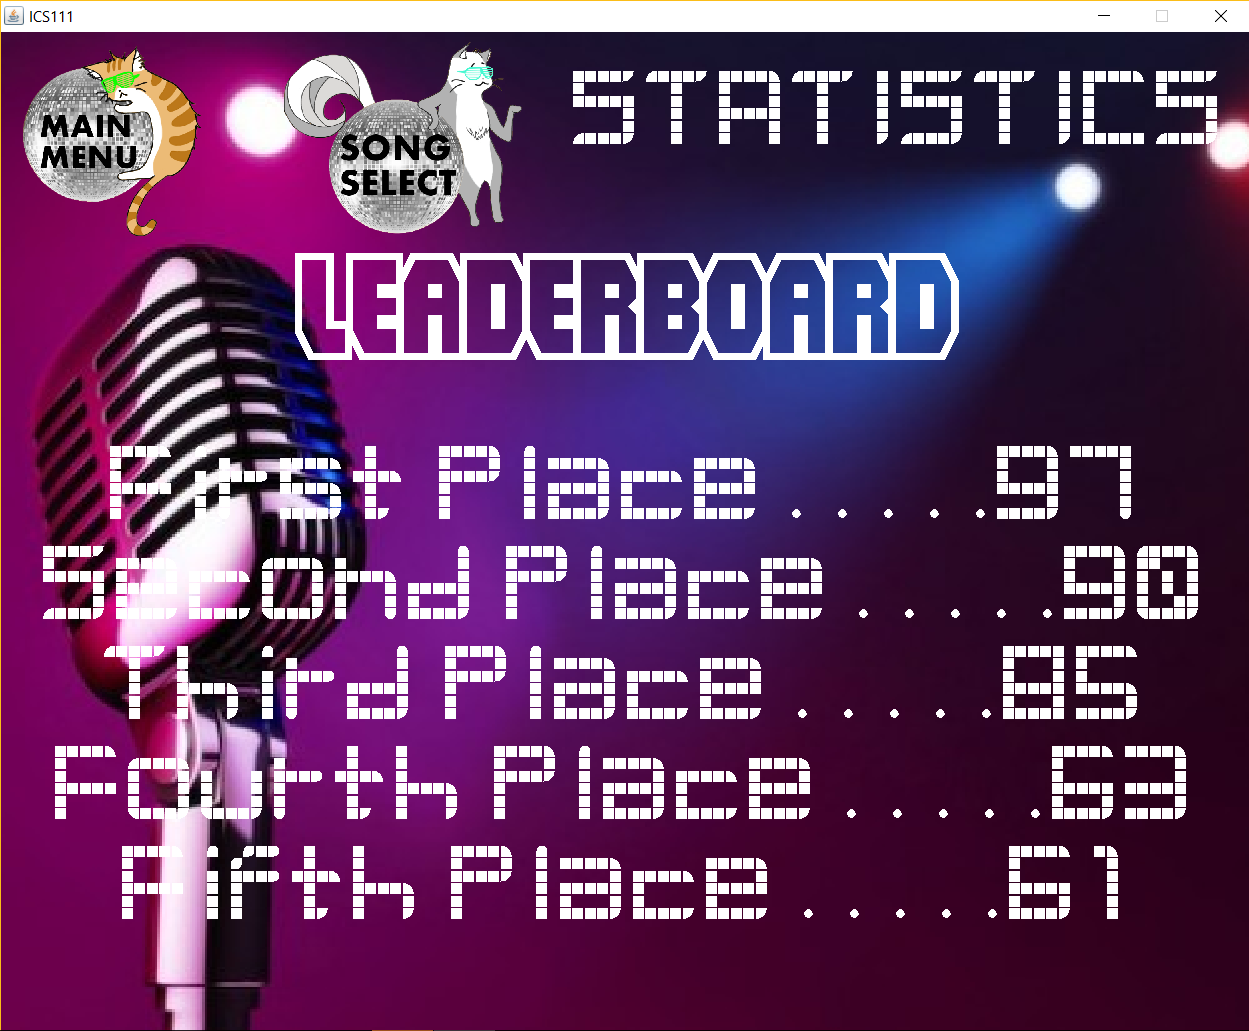 ICS111
MAIN
MENU
SONG
SELECT
STATISTICS
LEADERBOARD
First Place.....97
Second Place.....90
Third Place.....85
Fourth Place.....63
Fifth Place.....61